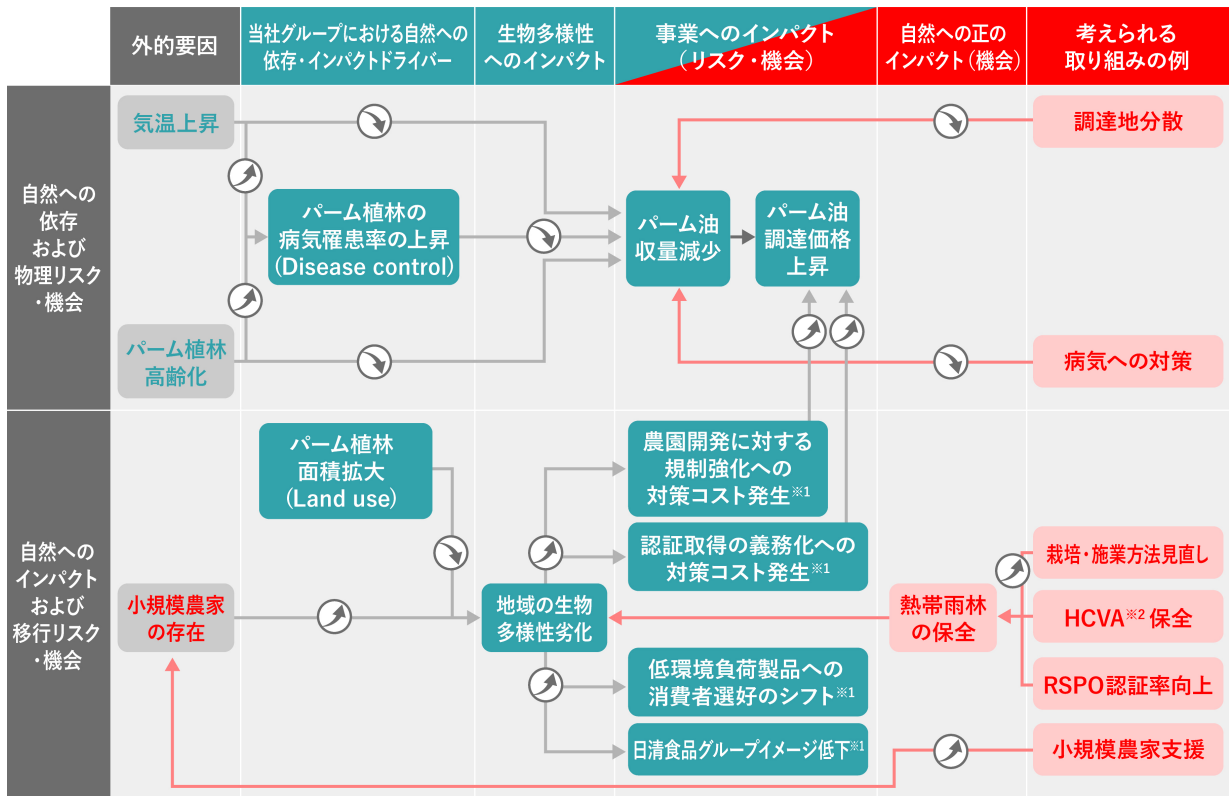 外的要因
当社グループにおける自然への
依存・インパクトドライバー
生物多様性
へのインパクト
事業へのインパクト
(リスク・機会)
自然への正の
インパクト(機会)
考えられる
取り組みの例
自然への
依存
および
物理リスク
・機会
気温上昇
パーム植林の
病気罹患率の上昇
(Disease control)
パーム植林
高齢化
パーム油
収量減少
パーム油
調達価格
上昇
調達地分散
病気への対策
自然への
インパクト
および
移行リスク
・機会
パーム植林
面積拡大
(Land use)
小規模農家
の存在
地域の生物
多様性劣化
農園開発に対する
規制強化への
対策コスト発生※1
認証取得の義務化への
対策コスト発生※1
低環境負荷製品への
消費者選好のシフト※1
日清食品グループイメージ低下※1
熱帯雨林
の保全
栽培・施業方法見直し
HCVA※2保全
RSPO認証率向上
小規模農家支援